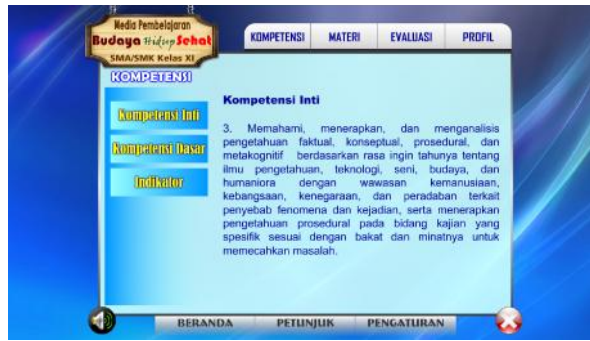 Media Pembelajaran
Budaya Hidup Sehat
SMA/SMK Kelas XI
KOMPETENSI MATERI EVALUASI PROFIL
KOMPETENSI
Kompetensi Inti
Kompetensi Dasar
Indikator
Kompetensi Inti
3. Memahami, menerapkan, dan menganalisis
pengetahuan faktual, konseptual, prosedural, dan
metakognitif berdasarkan rasa ingin tahunya tentang
ilmu pengetahuan, teknologi, seni, budaya, dan
humaniora dengan wawasan kemanusiaan,
kebangsaan, kenegaraan, dan peradaban terkait
penyebab fenomena dan kejadian, serta menerapkan
pengetahuan prosedural pada bidang kajian yang
spesifik sesuai dengan bakat dan minatnya untuk
memecahkan masalah.
BERANDA PETUNJUK PENGATURAN